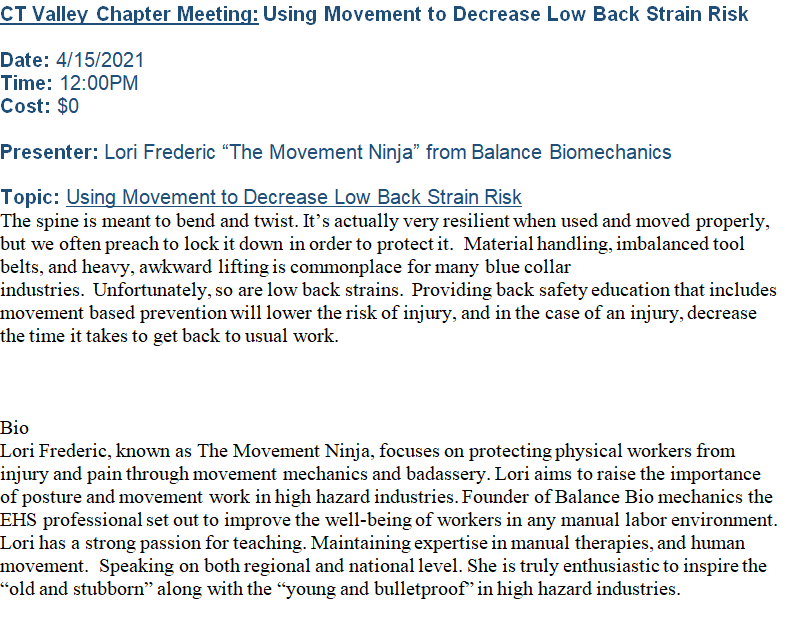 CT Valley Chapter Meeting: Using Movement to Decrease Low Back Strain Risk
Date: 4/15/2021
Time: 12:00PM
Cost: $0
Presenter: Lori Frederic “The Movement Ninja” from Balance Biomechanics
Topic: Using Movement to Decrease Low Back Strain Risk
The spine is meant to bend and twist. It’s actually very resilient when used and moved properly,
but we often preach to lock it down in order to protect it.  Material handling, imbalanced tool
belts, and heavy, awkward lifting is commonplace for many blue collar
industries.  Unfortunately, so are low back strains.  Providing back safety education that includes
movement based prevention will lower the risk of injury, and in the case of an injury, decrease
the time it takes to get back to usual work.
Bio
Lori Frederic, known as The Movement Ninja, focuses on protecting physical workers from
injury and pain through movement mechanics and badassery. Lori aims to raise the importance
of posture and movement work in high hazard industries. Founder of Balance Bio mechanics the
EHS professional set out to improve the well-being of workers in any manual labor environment.
Lori has a strong passion for teaching. Maintaining expertise in manual therapies, and human
movement.  Speaking on both regional and national level. She is truly enthusiastic to inspire the
“old and stubborn” along with the “young and bulletproof” in high hazard industries.